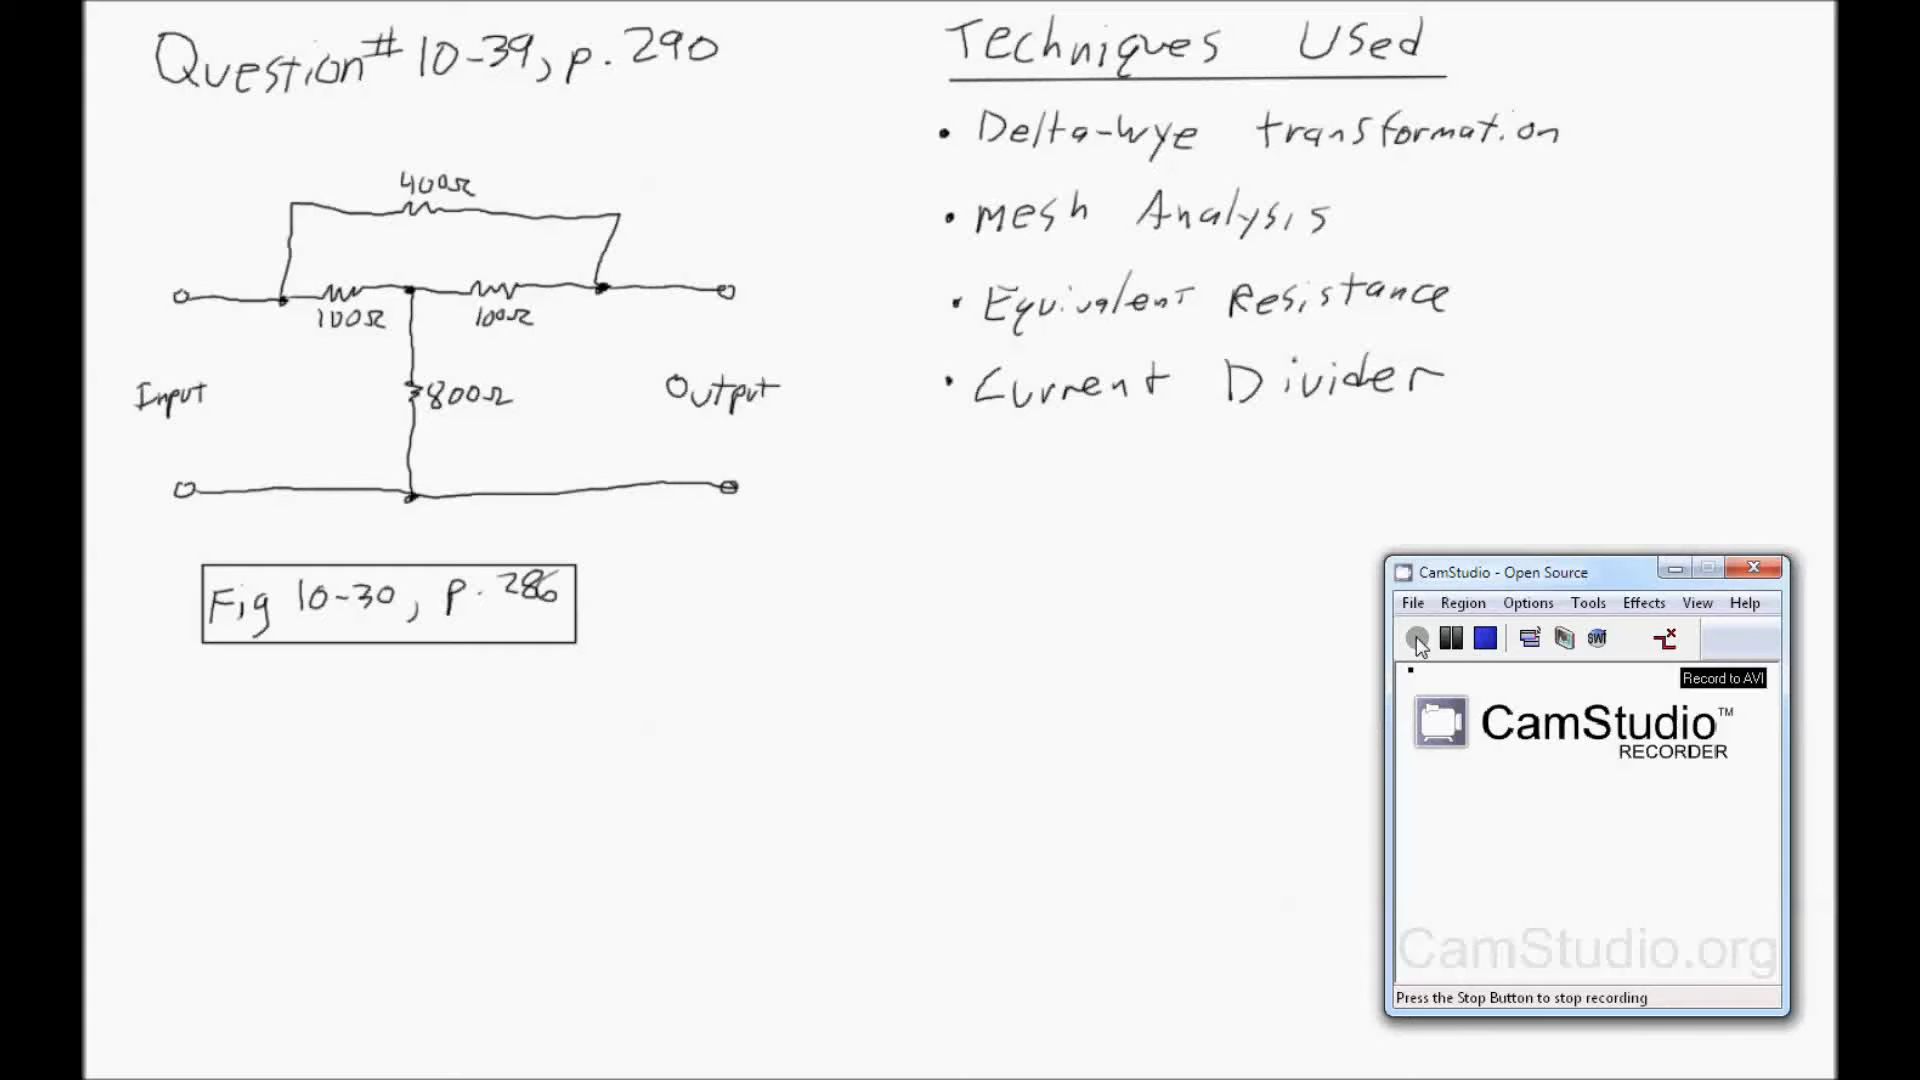 Question# 10-39, p. 290
400Ω
100Ω
100Ω
800Ω
Input
Output
Fig 10-30, p. 286
Techniques Used
• Delta-Wye transformation
• Mesh Analysis
• Equivalent Resistance
• Current Divider
CamStudio - Open Source
File Region Options Tools Effects View Help
SWf
Record to AVI
CamStudio™
RECORDER
CamStudio.org
Press the Stop Button to stop recording